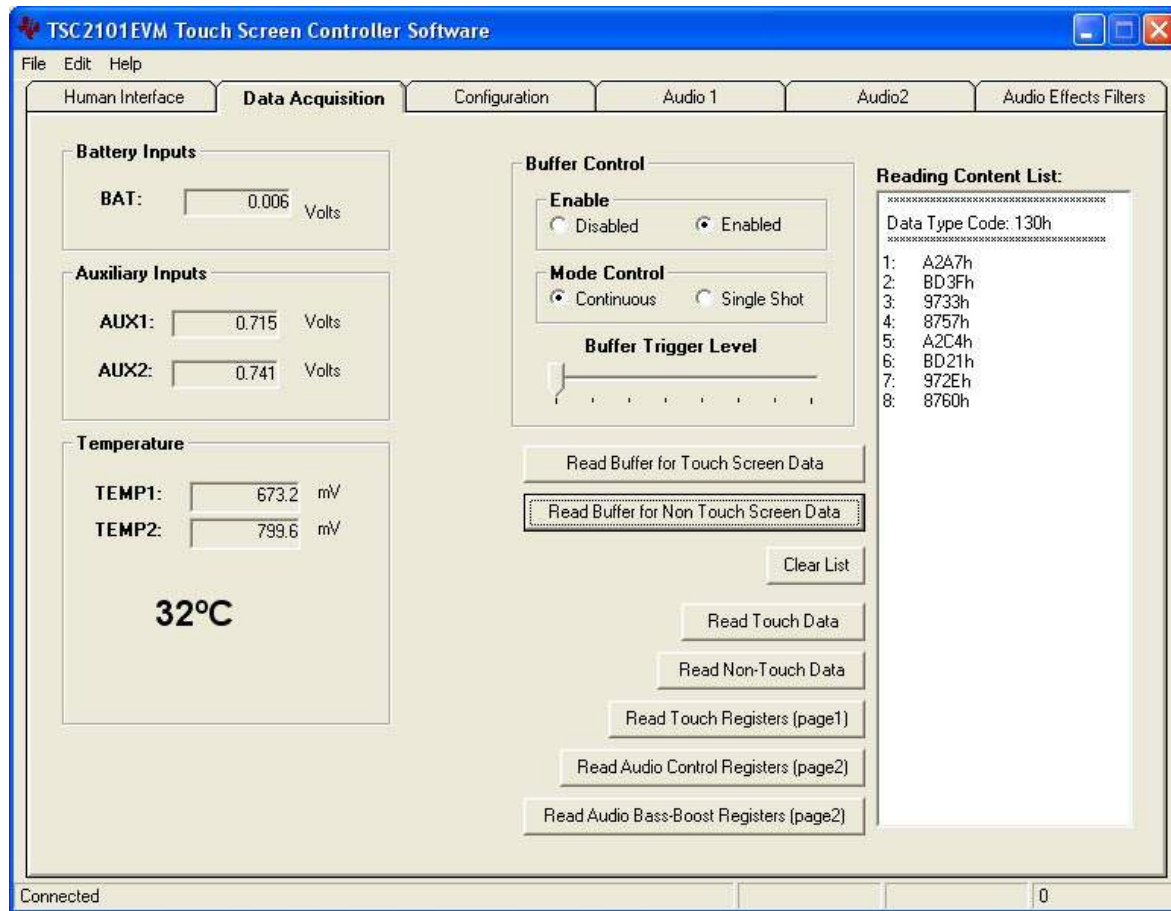 TSC2101EVM Touch Screen Controller Software
File Edit Help
Human Interface Data Acquisition Configuration Audio 1 Audio2 Audio Effects Filters
Battery Inputs
BAT: 0.006 Volts
Auxiliary Inputs
AUX1: 0.715 Volts
AUX2: 0.741 Volts
Temperature
TEMP1: 673.2 mV
TEMP2: 799.6 mV
32ºC
Buffer Control
Enable
Disabled Enabled
Mode Control
Continuous Single Shot
Buffer Trigger Level
Read Buffer for Touch Screen Data
Read Buffer for Non Touch Screen Data
Clear List
Read Touch Data
Read Non-Touch Data
Read Touch Registers (page1)
Read Audio Control Registers (page2)
Read Audio Bass-Boost Registers (page2)
Reading Content List:
Data Type Code: 130h
1: A2A7h
2: BD3Fh
3: 9733h
4: 8757h
5: A2C4h
6: BD21h
7: 972Eh
8: 8760h
Connected 0